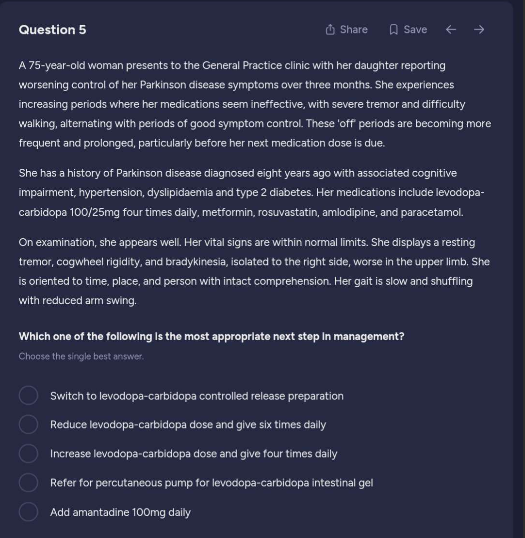 Question 5
Share
Save
A 75-year-old woman presents to the General Practice clinic with her daughter reporting
worsening control of her Parkinson disease symptoms over three months. She experiences
increasing periods where her medications seem ineffective, with severe tremor and difficulty
walking, alternating with periods of good symptom control. These 'off' periods are becoming more
frequent and prolonged, particularly before her next medication dose is due.
She has a history of Parkinson disease diagnosed eight years ago with associated cognitive
impairment, hypertension, dyslipidaemia and type 2 diabetes. Her medications include levodopa-
carbidopa 100/25mg four times daily, metformin, rosuvastatin, amlodipine, and paracetamol.
On examination, she appears well. Her vital signs are within normal limits. She displays a resting
tremor, cogwheel rigidity, and bradykinesia, isolated to the right side, worse in the upper limb. She
is oriented to time, place, and person with intact comprehension. Her gait is slow and shuffling
with reduced arm swing.
Which one of the following is the most appropriate next step in management?
Choose the single best answer.
Switch to levodopa-carbidopa controlled release preparation
Reduce levodopa-carbidopa dose and give six times daily
Increase levodopa-carbidopa dose and give four times daily
Refer for percutaneous pump for levodopa-carbidopa intestinal gel
Add amantadine 100mg daily